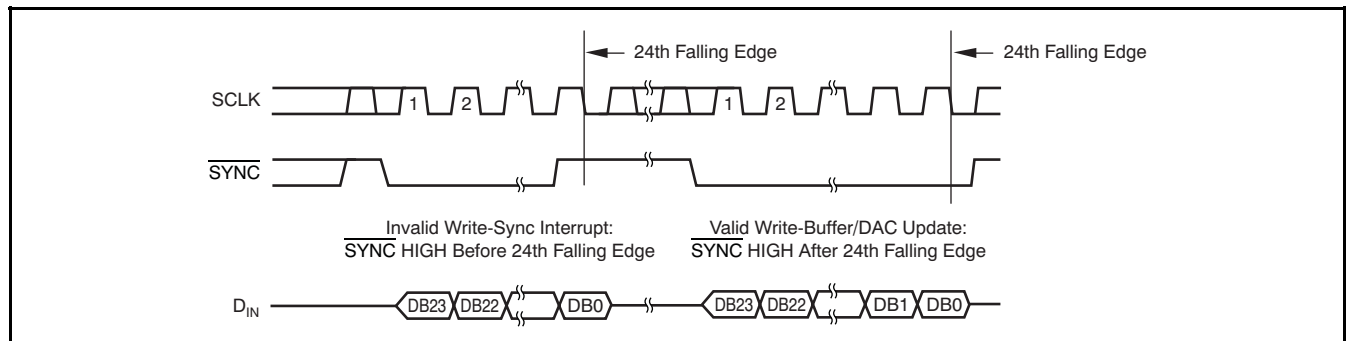 24th Falling Edge
24th Falling Edge
SCLK
1
2
1
2
SYNC
Invalid Write-Sync Interrupt:
SYNC HIGH Before 24th Falling Edge
Valid Write-Buffer/DAC Update:
SYNC HIGH After 24th Falling Edge
DIN
DB23
DB22
DB0
DB23
DB22
DB1
DB0